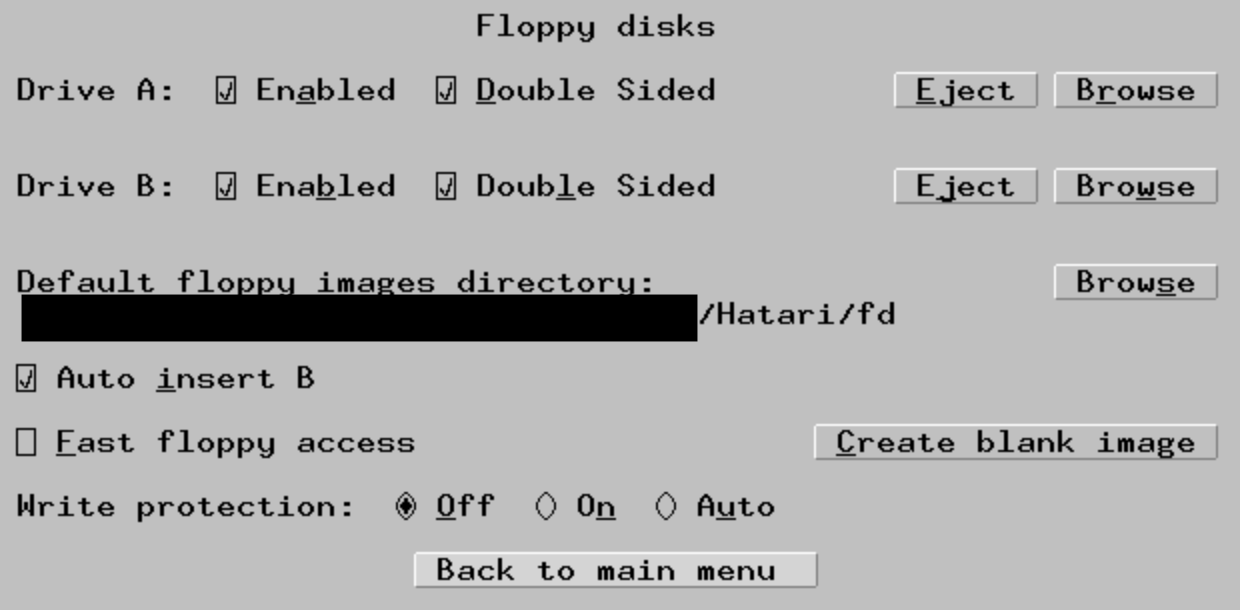 Floppy disks
Drive A: Enabled Double Sided Eject Browse
Drive B: Enabled Double Sided Eject Browse
Default floppy images directory: Browse
/Hatari/fd
Auto insert B
Fast floppy access Create blank image
Write protection: Off On Auto
Back to main menu